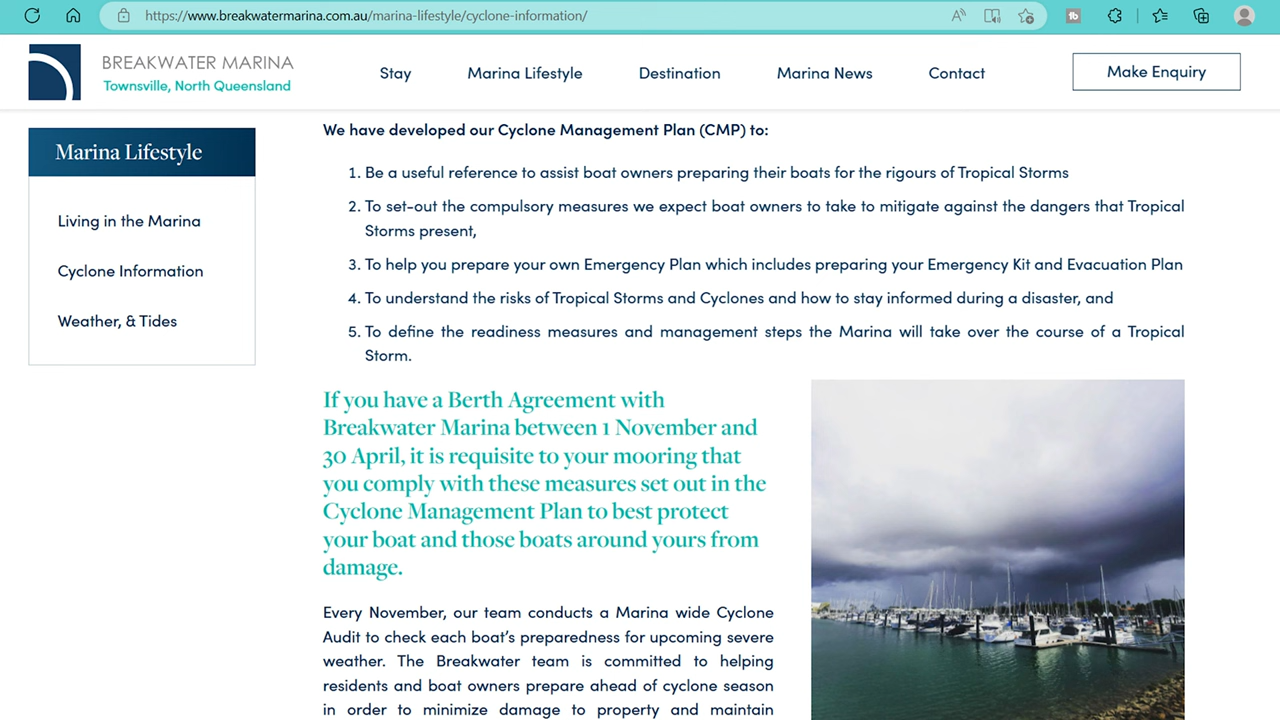 https://www.breakwatermarina.com.au/marina-lifestyle/cyclone-information/
BREAKWATER MARINA
Townsville, North Queensland
Stay
Marina Lifestyle
Destination
Marina News
Contact
Make Enquiry
Marina Lifestyle
Living in the Marina
Cyclone Information
Weather, & Tides
We have developed our Cyclone Management Plan (CMP) to:
1. Be a useful reference to assist boat owners preparing their boats for the rigours of Tropical Storms
2. To set-out the compulsory measures we expect boat owners to take to mitigate against the dangers that Tropical
Storms present,
3. To help you prepare your own Emergency Plan which includes preparing your Emergency Kit and Evacuation Plan
4. To understand the risks of Tropical Storms and Cyclones and how to stay informed during a disaster, and
5. To define the readiness measures and management steps the Marina will take over the course of a Tropical
Storm.
If you have a Berth Agreement with
Breakwater Marina between 1 November and
30 April, it is requisite to your mooring that
you comply with these measures set out in the
Cyclone Management Plan to best protect
your boat and those boats around yours from
damage.
Every November, our team conducts a Marina wide Cyclone
Audit to check each boat's preparedness for upcoming severe
weather. The Breakwater team is committed to helping
residents and boat owners prepare ahead of cyclone season
in order to minimize damage to property and maintain